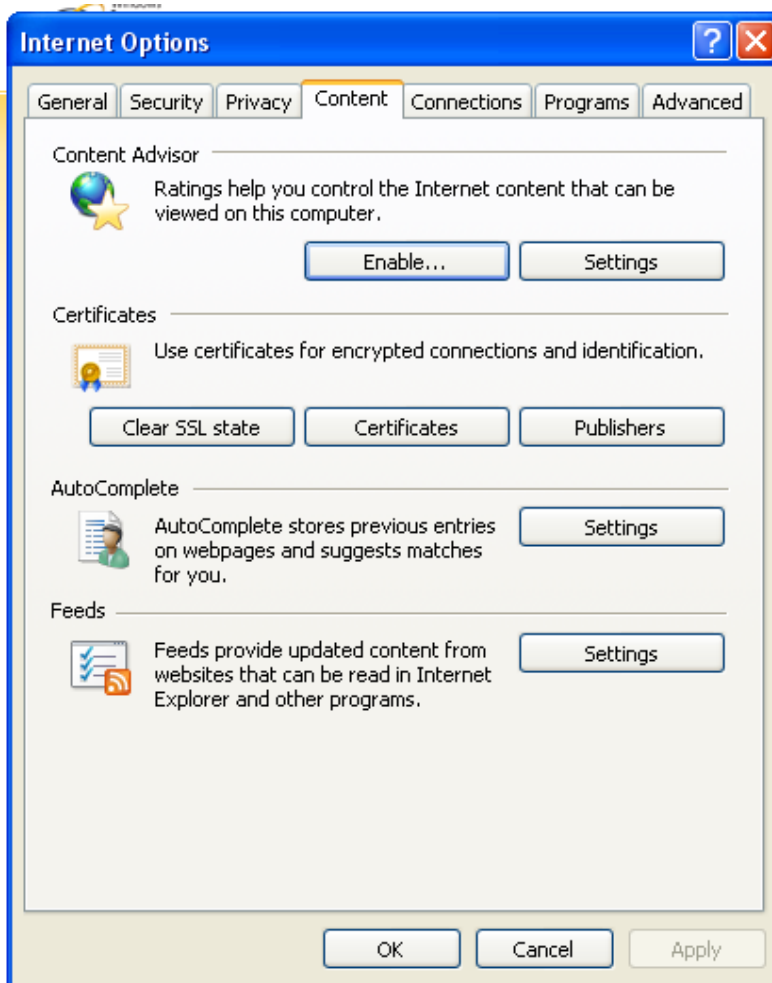 Internet Options
General Security Privacy Content Connections Programs Advanced
Content Advisor
Ratings help you control the Internet content that can be
viewed on this computer.
Enable... Settings
Certificates
Use certificates for encrypted connections and identification.
Clear SSL state Certificates Publishers
AutoComplete
AutoComplete stores previous entries
on webpages and suggests matches
for you.
Settings
Feeds
Feeds provide updated content from
websites that can be read in Internet
Explorer and other programs.
Settings
OK Cancel Apply